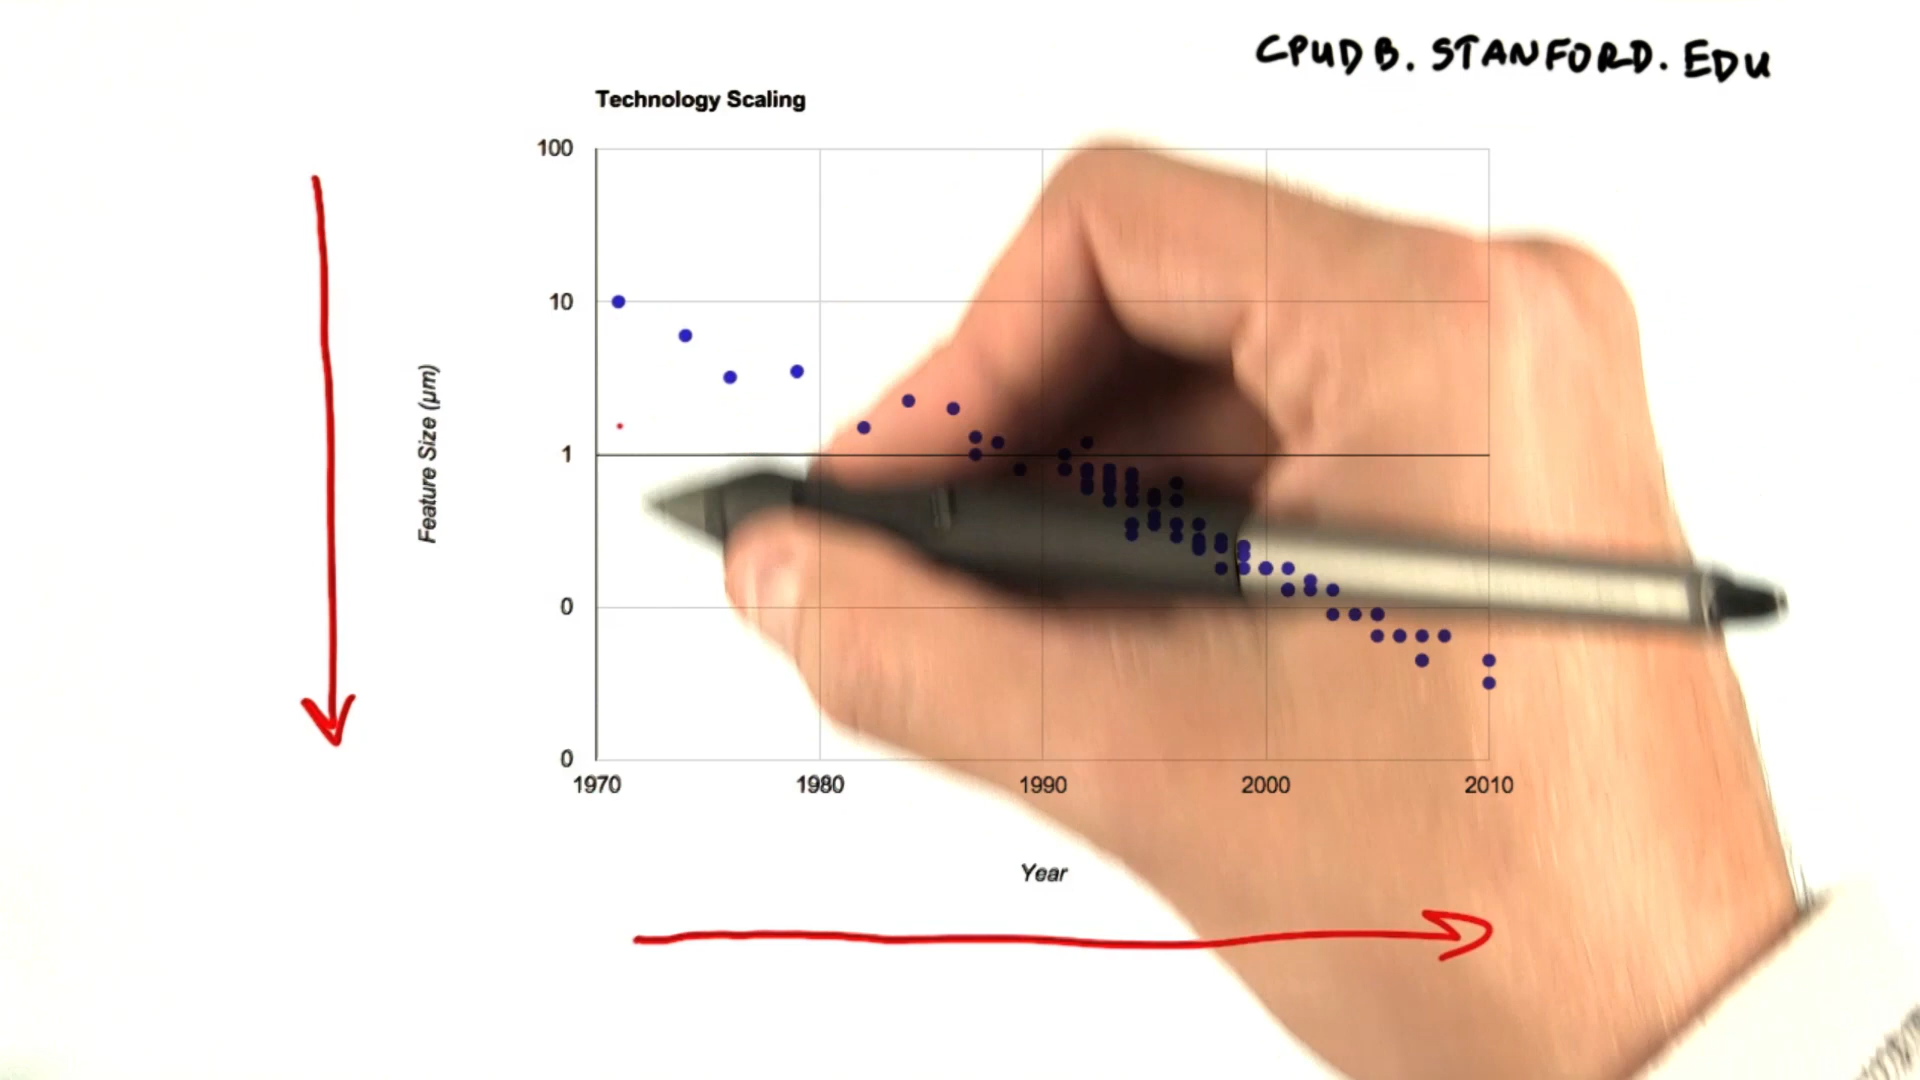 CPUDB. STANFORD. EDU
Technology Scaling
100
10
1
0
0
Feature Size (μm)
1970 1980 1990 2000 2010
Year